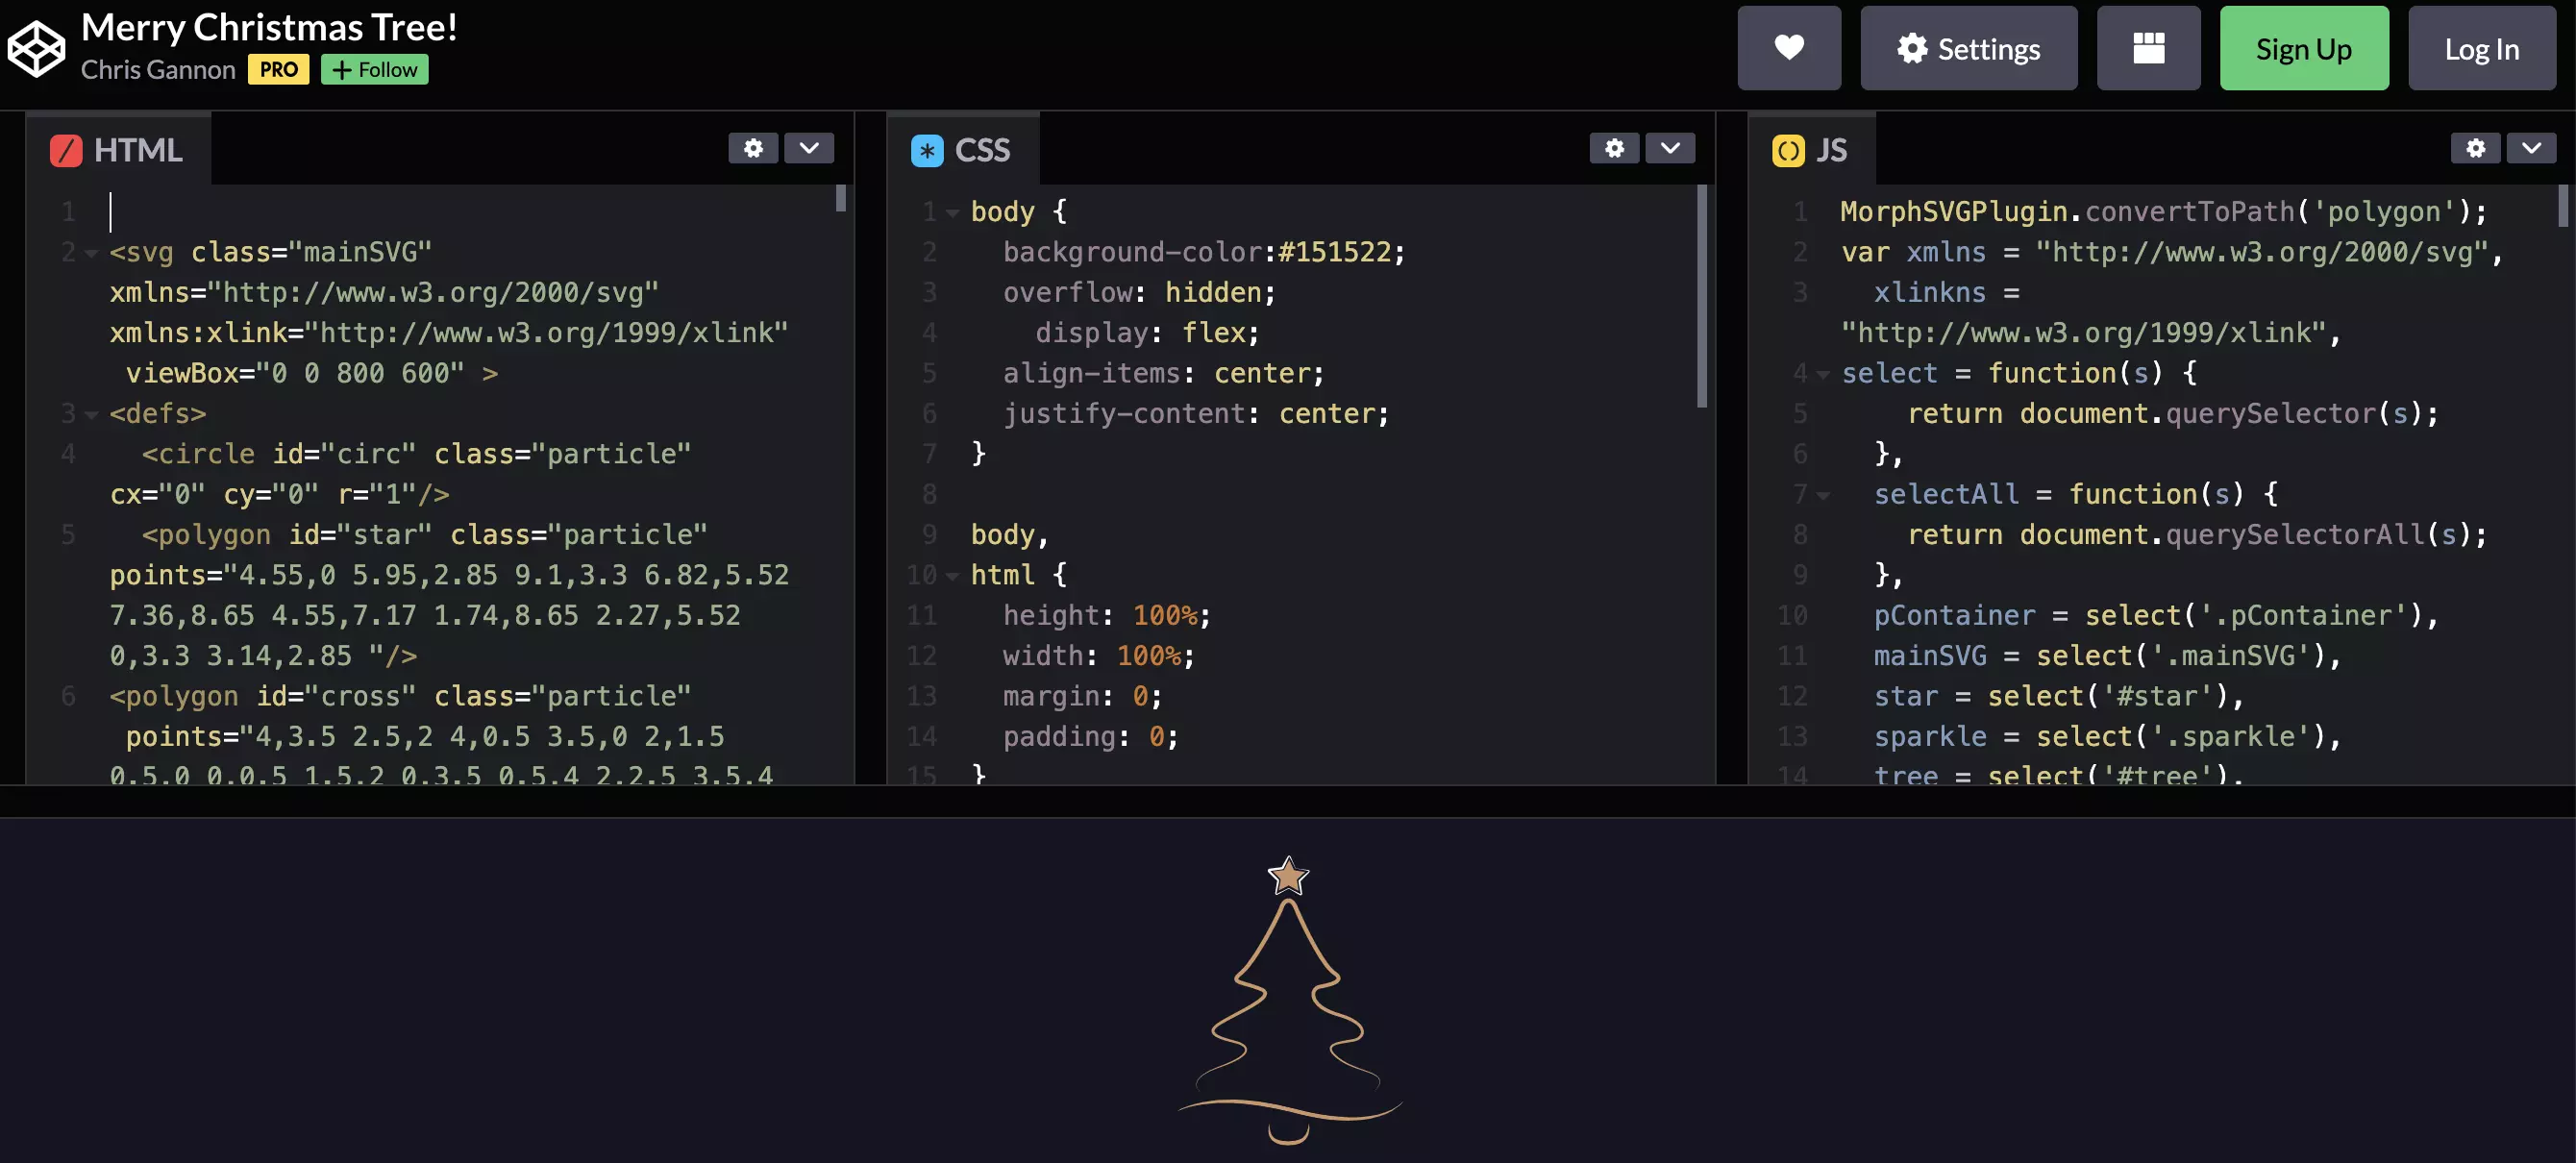 Merry Christmas Tree!
Chris Gannon PRO + Follow
Settings
Sign Up
Log In
HTML
1
2 <svg class="mainSVG"
xmlns="http://www.w3.org/2000/svg"
xmlns:xlink="http://www.w3.org/1999/xlink"
viewBox="0 0 800 600" >
3 <defs>
4 <circle id="circ" class="particle"
cx="0" cy="0" r="1"/>
5 <polygon id="star" class="particle"
points="4.55,0 5.95,2.85 9.1,3.3 6.82,5.52
7.36,8.65 4.55,7.17 1.74,8.65 2.27,5.52
0,3.3 3.14,2.85 "/>
6 <polygon id="cross" class="particle"
points="4,3.5 2.5,2 4,0.5 3.5,0 2,1.5
0.5,0 0,0.5 1.5,2 0,3.5 0.5,4 2,2.5 3.5,4
CSS
1 body {
2 background-color:#151522;
3 overflow: hidden;
4 display: flex;
5 align-items: center;
6 justify-content: center;
7 }
8
9 body,
10 html {
11 height: 100%;
12 width: 100%;
13 margin: 0;
14 padding: 0;
15 }
JS
1 MorphSVGPlugin.convertToPath('polygon');
2 var xmlns = "http://www.w3.org/2000/svg",
3 xlinkns =
"http://www.w3.org/1999/xlink",
4 select = function(s) {
5 return document.querySelector(s);
6 },
7 selectAll = function(s) {
8 return document.querySelectorAll(s);
9 },
10 pContainer = select('.pContainer'),
11 mainSVG = select('.mainSVG'),
12 star = select('#star'),
13 sparkle = select('.sparkle'),
14 tree = select('#tree'),